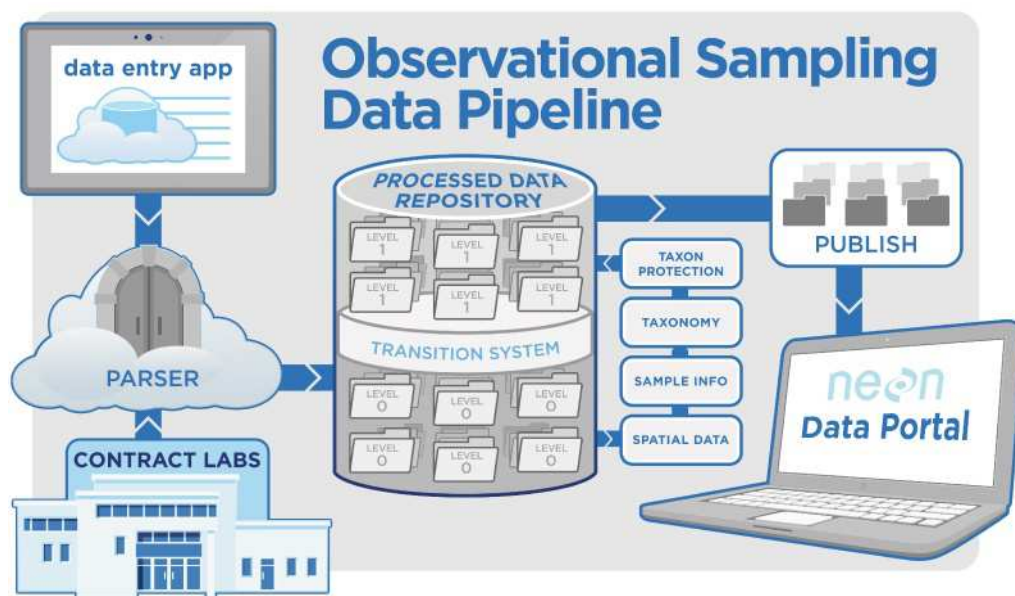 data entry app
Observational Sampling
Data Pipeline
PROCESSED DATA
REPOSITORY
LEVEL
1
LEVEL
1
LEVEL
1
LEVEL
1
LEVEL
1
LEVEL
1
TRANSITION SYSTEM
LEVEL
0
LEVEL
0
LEVEL
0
LEVEL
0
LEVEL
0
LEVEL
0
PARSER
CONTRACT LABS
TAXON
PROTECTION
TAXONOMY
SAMPLE INFO
SPATIAL DATA
PUBLISH
neon
Data Portal